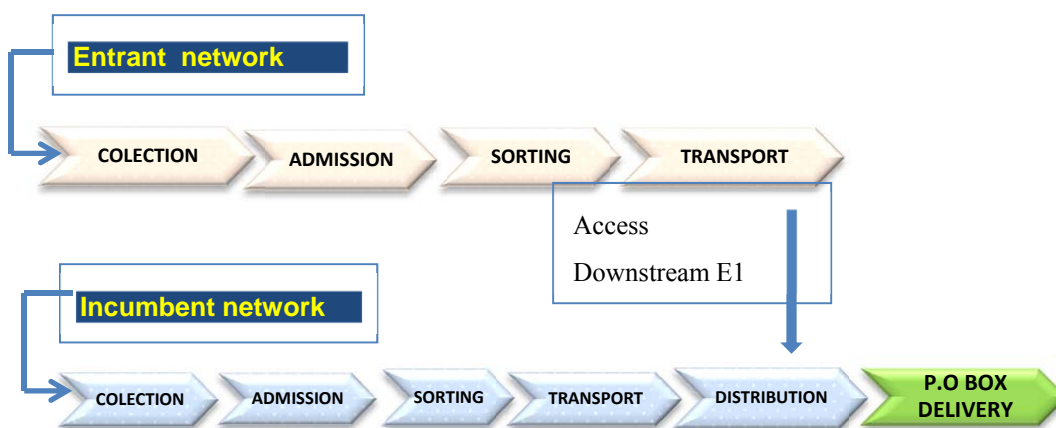 Entrant network
COLECTION
ADMISSION
SORTING
TRANSPORT
Access
Downstream E1
Incumbent network
COLECTION
ADMISSION
SORTING
TRANSPORT
DISTRIBUTION
P.O BOX
DELIVERY